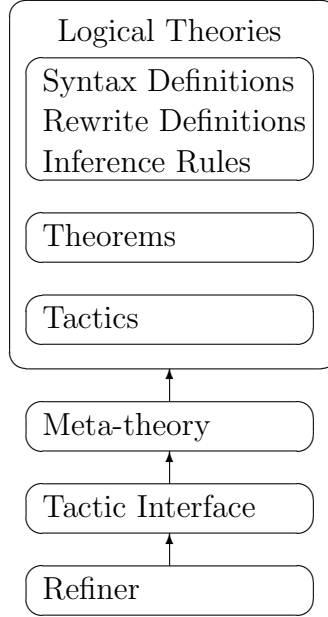 Logical Theories
Syntax Definitions
Rewrite Definitions
Inference Rules
Theorems
Tactics
Meta-theory
Tactic Interface
Refiner